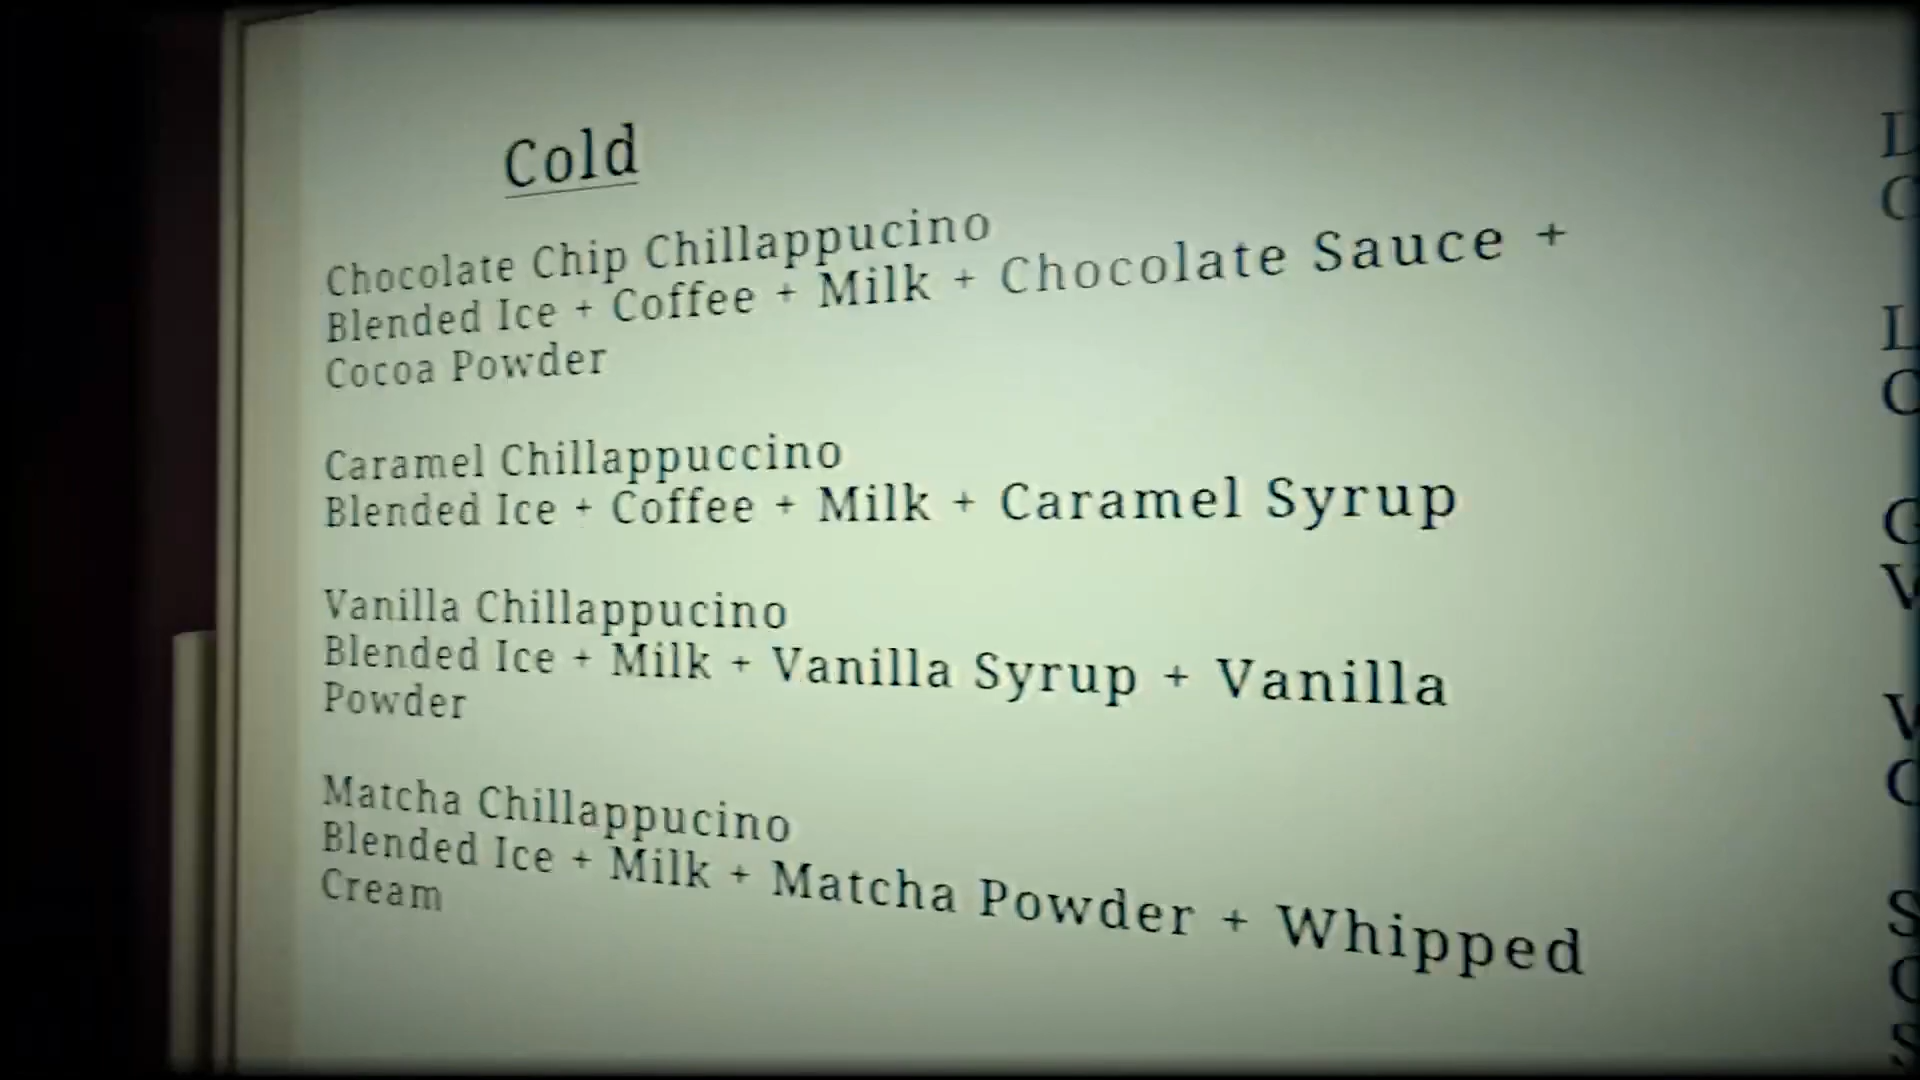 Cold
Chocolate Chip Chillappucino
Blended Ice + Coffee + Milk + Chocolate Sauce +
Cocoa Powder
Caramel Chillappuccino
Blended Ice + Coffee + Milk + Caramel Syrup
Vanilla Chillappucino
Blended Ice + Milk + Vanilla Syrup + Vanilla
Powder
Matcha Chillappucino
Blended Ice + Milk + Matcha Powder + Whipped
Cream